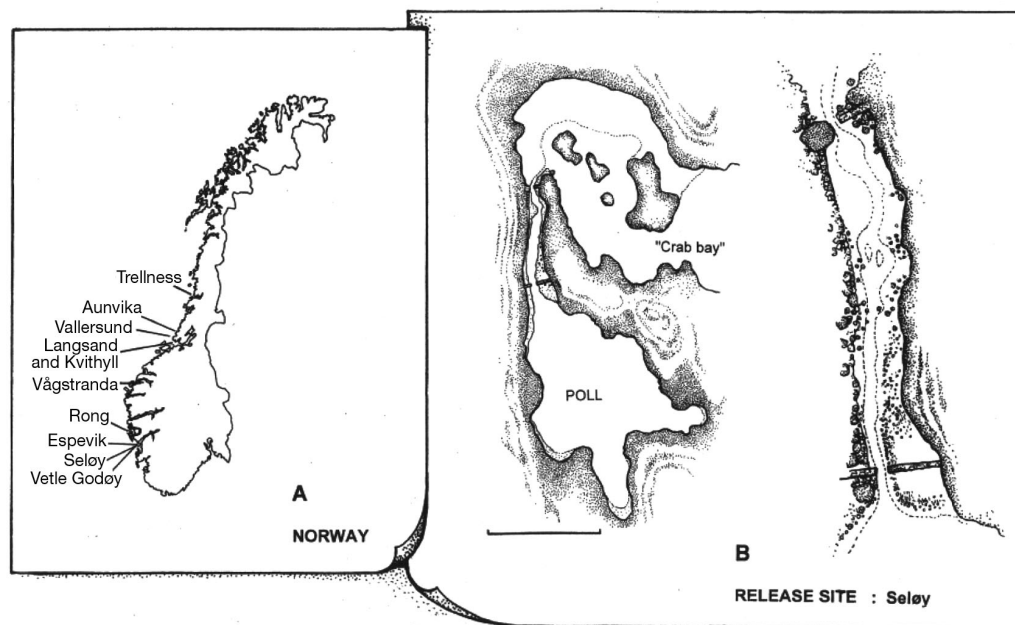 Trellness
Aunvika
Vallersund
Langsand
and Kvithyll
Vågstranda
Rong
Espevik
Seløy
Vetle Godøy
A
NORWAY
"Crab bay"
POLL
B
RELEASE SITE : Seløy